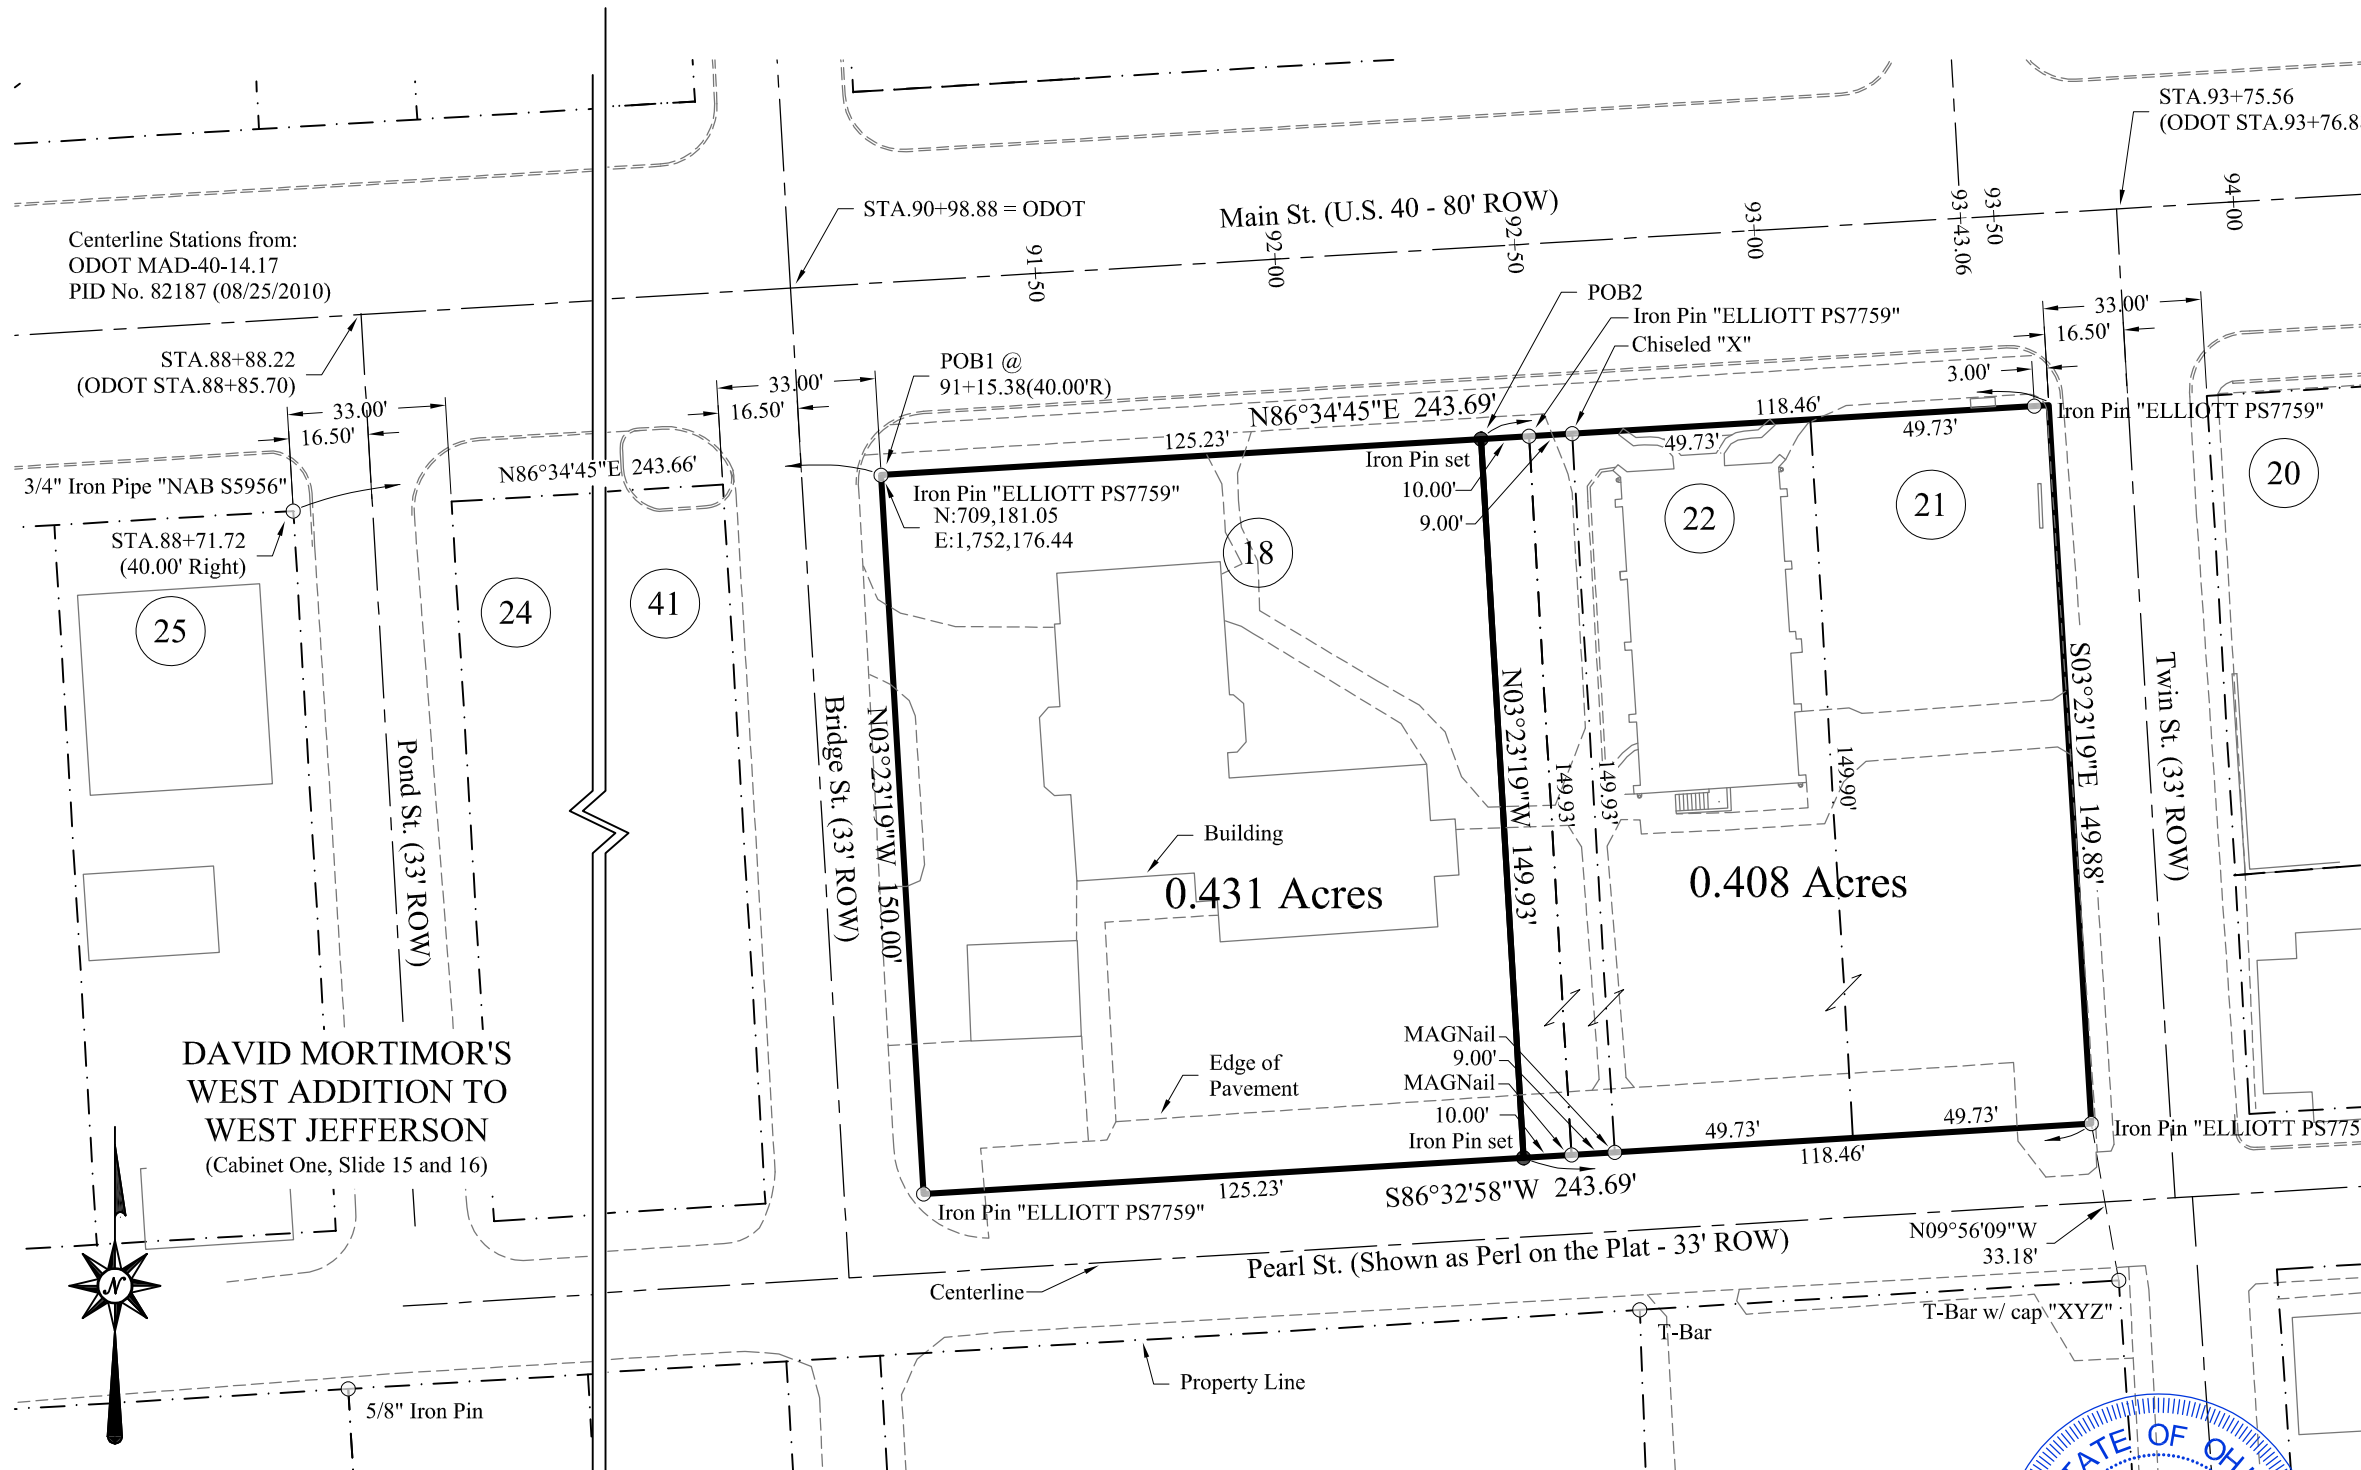 STA.93+75.56
(ODOT STA.93+76.8
STA.90+98.88 = ODOT
Main St. (U.S. 40 - 80' ROW)
91+50
92+00
92+50
93+00
93+43.06
93+50
94+00
Centerline Stations from:
ODOT MAD-40-14.17
PID No. 82187 (08/25/2010)
STA.88+88.22
(ODOT STA.88+85.70)
33.00'
16.50'
33.00'
16.50'
POB1 @
91+15.38(40.00'R)
POB2
Iron Pin "ELLIOTT PS7759"
Chiseled "X"
33.00'
16.50'
3.00'
Iron Pin "ELLIOTT PS7759"
N86°34'45"E 243.69'
125.23'
118.46'
49.73'
49.73'
Iron Pin set
10.00'
9.00'
N86°34'45"E 243.66'
3/4" Iron Pipe "NAB S5956"
STA.88+71.72
(40.00' Right)
Iron Pin "ELLIOTT PS7759"
N:709,181.05
E:1,752,176.44
25
24
41
18
22
21
20
Pond St. (33' ROW)
Bridge St. (33' ROW)
N03°23'19"W 150.00'
N03°23'19"W 149.93'
149.93'
149.93'
149.90'
S03°23'19"E 149.88'
Twin St. (33' ROW)
Building
0.431 Acres
0.408 Acres
DAVID MORTIMOR'S
WEST ADDITION TO
WEST JEFFERSON
(Cabinet One, Slide 15 and 16)
Edge of
Pavement
MAGNail
9.00'
MAGNail
10.00'
Iron Pin set
49.73'
49.73'
118.46'
Iron Pin "ELLIOTT PS775
125.23'
S86°32'58"W 243.69'
Iron Pin "ELLIOTT PS7759"
N09°56'09"W
33.18'
Pearl St. (Shown as Perl on the Plat - 33' ROW)
Centerline
N
T-Bar
T-Bar w/ cap "XYZ"
Property Line
5/8" Iron Pin
TATE OF OH